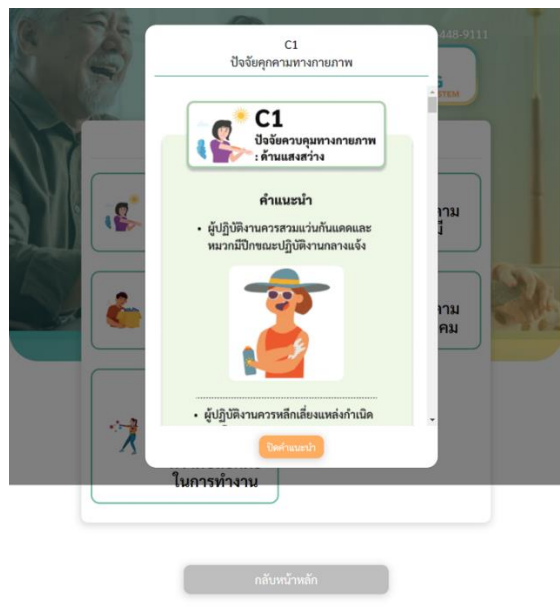 448-9111
C1
ปัจจัยคุกคามทางกายภาพ
STEM
C1
ปัจจัยควบคุมทางกายภาพ
: ด้านแสงสว่าง
คำแนะนำ
• ผู้ปฏิบัติงานควรสวมแว่นกันแดดและ
หมวกมีปีกขณะปฏิบัติงานกลางแจ้ง
• ผู้ปฏิบัติงานควรหลีกเลี่ยงแหล่งกำเนิด
ปิดคำแนะนำ
ในการทำงาน
กลับหน้าหลัก